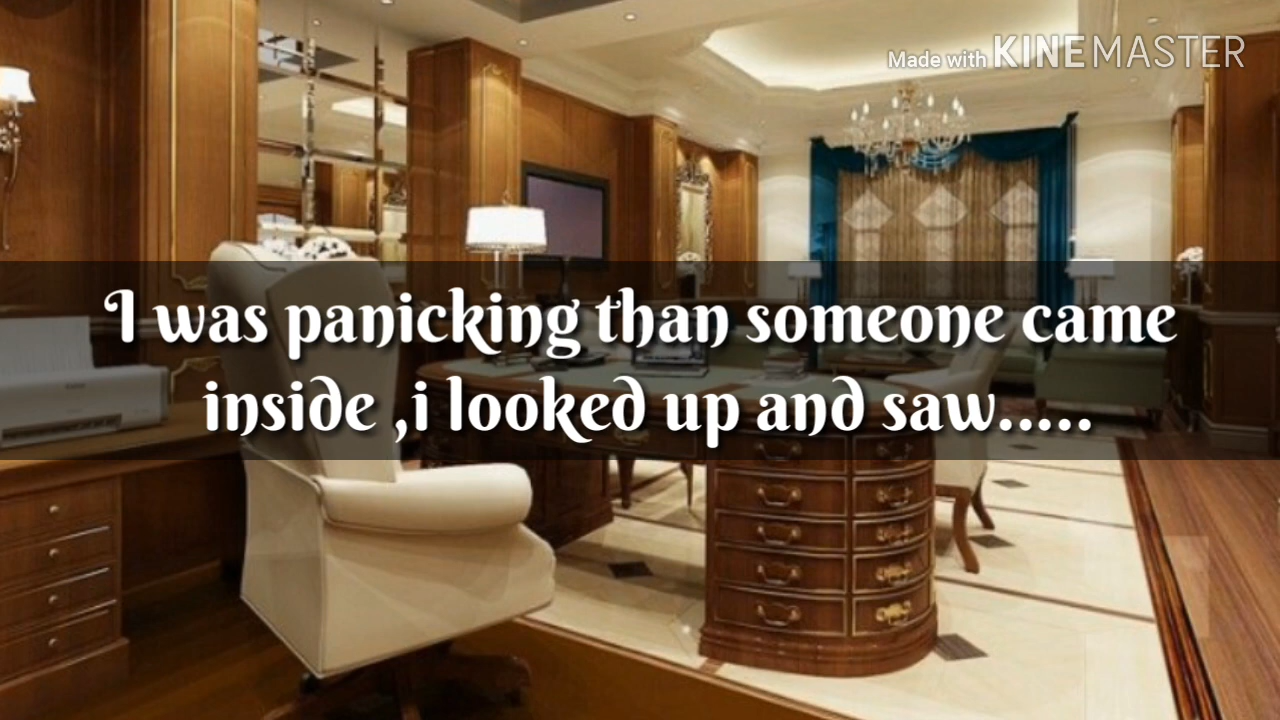 Made with KINEMASTER
I was panicking than someone came
inside ,i looked up and saw.....